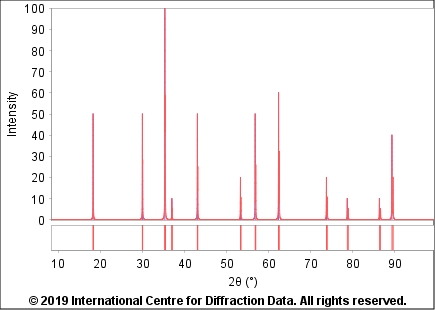 100
90
80
70
60
50
40
30
20
10
0
Intensity
10 20 30 40 50 60 70 80 90
2θ (°)
© 2019 International Centre for Diffraction Data. All rights reserved.